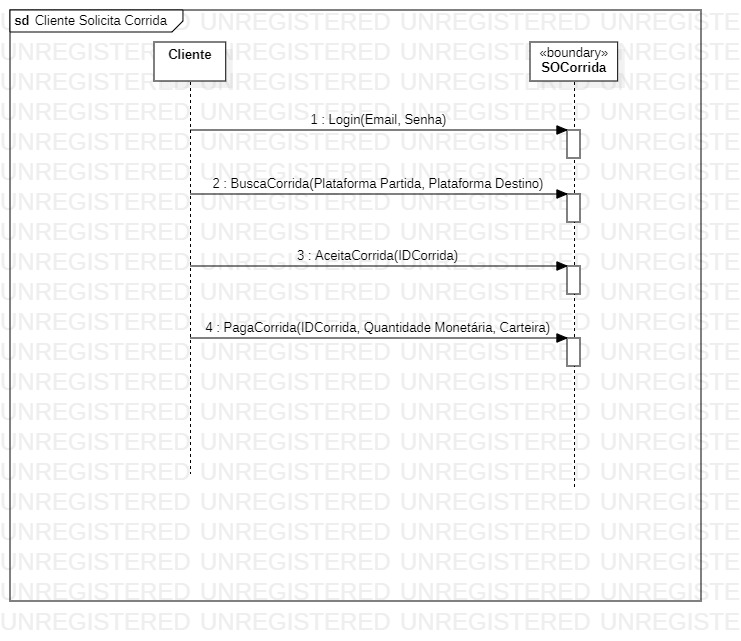 sd Cliente Solicita Corrida
Cliente
«boundary»
SOCorrida
1 : Login(Email, Senha)
2 : BuscaCorrida(Plataforma Partida, Plataforma Destino)
3 : AceitaCorrida(IDCorrida)
4 : PagaCorrida(IDCorrida, Quantidade Monetária, Carteira)
UNREGISTERED UNREGISTERED UNREGISTERED UNREGISTERED